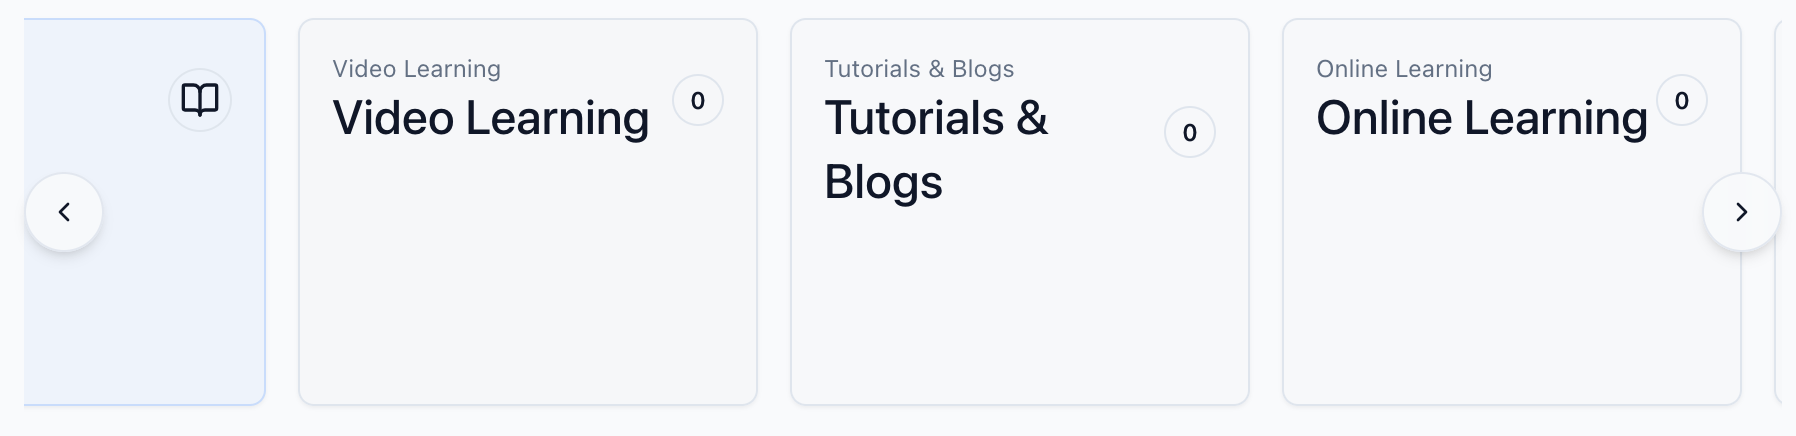 Video Learning
Video Learning
0
Tutorials & Blogs
Tutorials &
Blogs
0
Online Learning
Online Learning
0